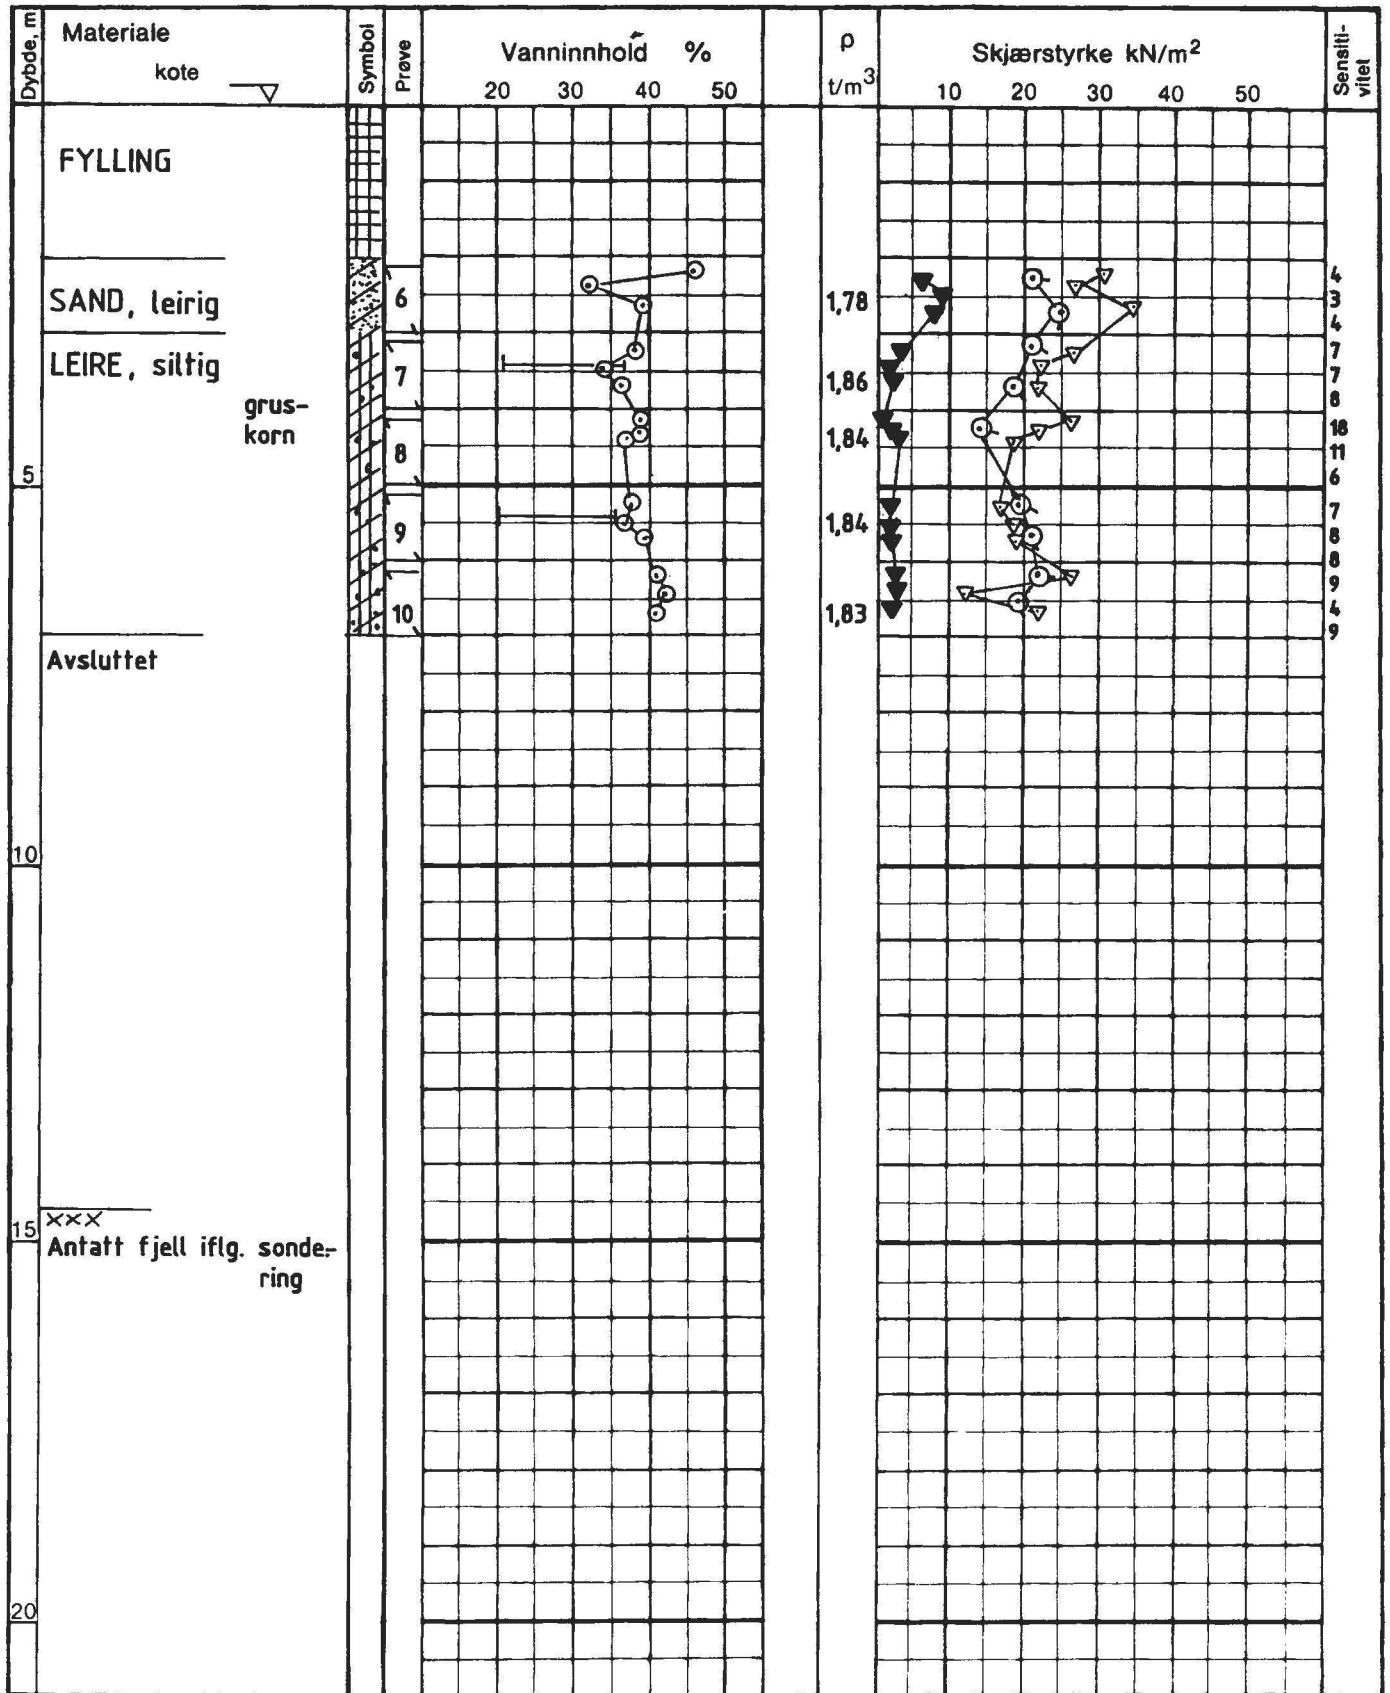 Dybde, m
Materiale
kote
Symbol
Prøve
Vanninnhold %
20 30 40 50
ρ
t/m³
Skjærstyrke kN/m²
10 20 30 40 50
Sensiti-
vitet
FYLLING
SAND, leirig
6
1,78
4
3
4
LEIRE, siltig
7
1,86
7
7
8
grus-
korn
8
1,84
18
11
6
5
9
1,84
7
8
8
10
1,83
9
4
9
Avsluttet
10
15
×××
Antatt fjell iflg. sonde-
ring
20